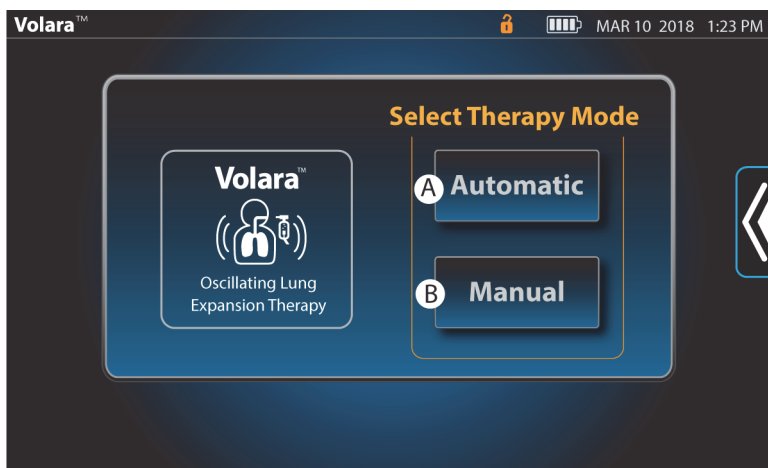 Volara™
MAR 10 2018 1:23 PM
Select Therapy Mode
Volara™
Oscillating Lung
Expansion Therapy
A Automatic
B Manual